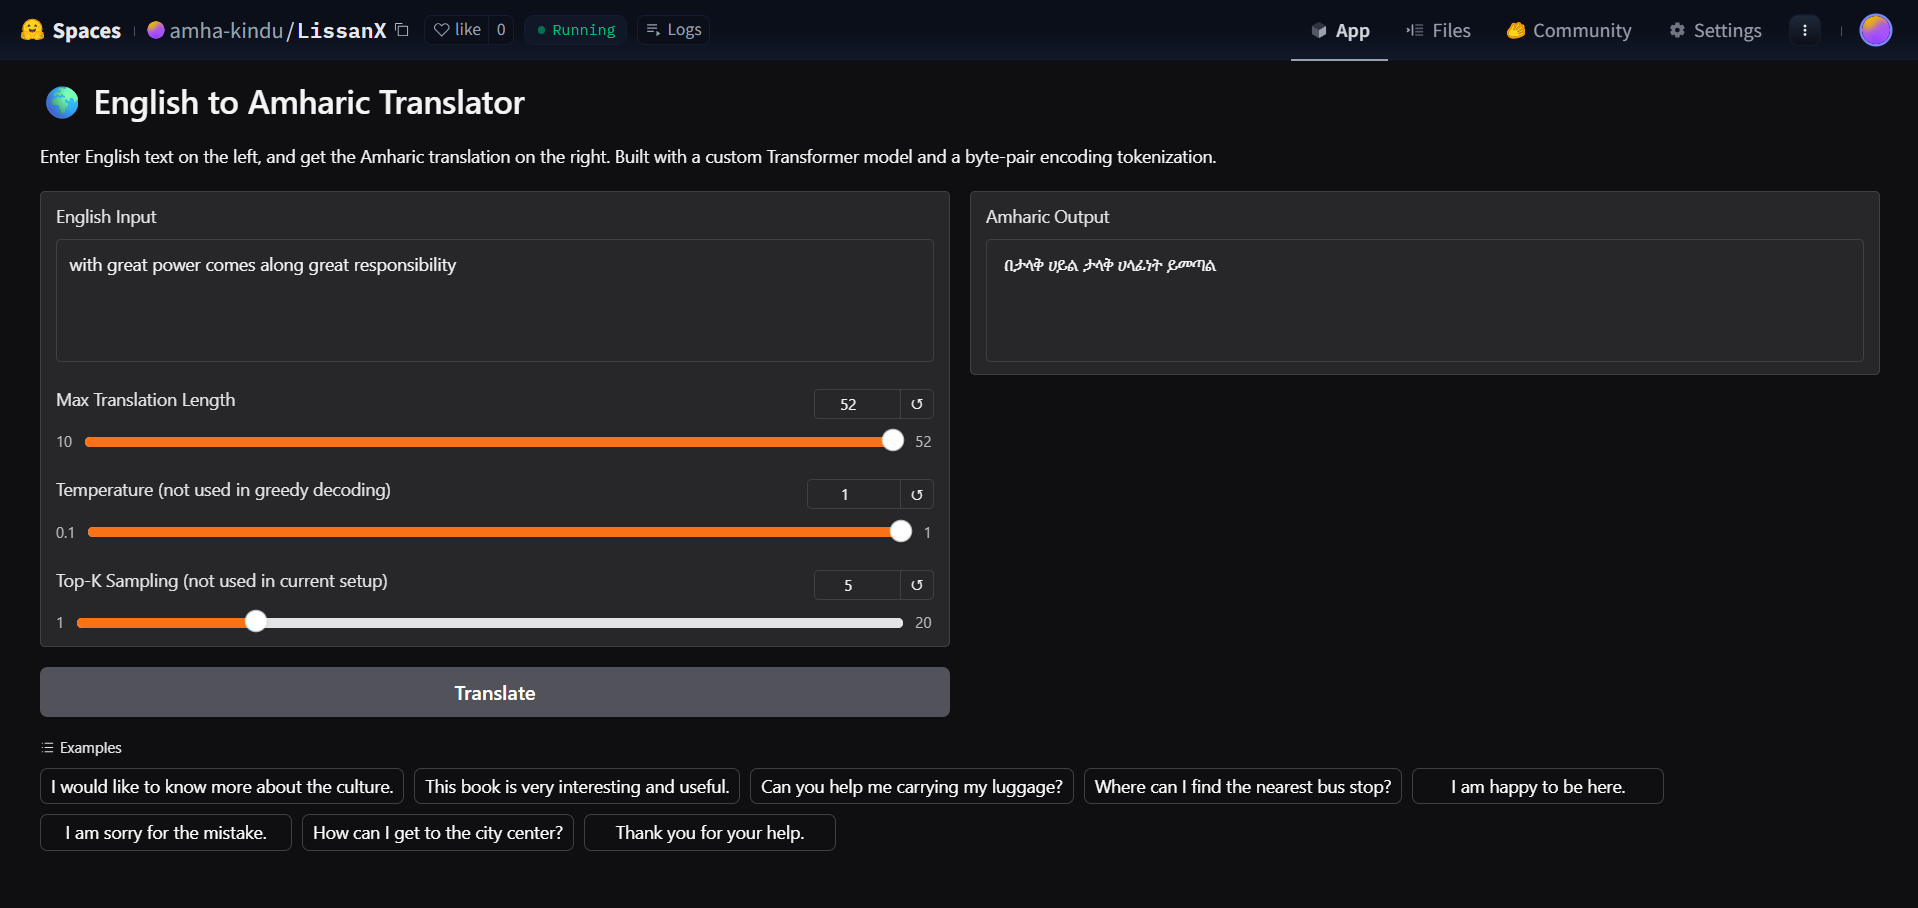 Spaces amha-kindu/LissanX like 0 Running Logs App Files Community Settings
English to Amharic Translator
Enter English text on the left, and get the Amharic translation on the right. Built with a custom Transformer model and a byte-pair encoding tokenization.
English Input
with great power comes along great responsibility
Max Translation Length 52
10 52
Temperature (not used in greedy decoding) 1
0.1 1
Top-K Sampling (not used in current setup) 5
1 20
Translate
Amharic Output
በታላቅ ሀይል ታላቅ ሀላፊነት ይመጣል
Examples
I would like to know more about the culture. This book is very interesting and useful. Can you help me carrying my luggage? Where can I find the nearest bus stop? I am happy to be here.
I am sorry for the mistake. How can I get to the city center? Thank you for your help.